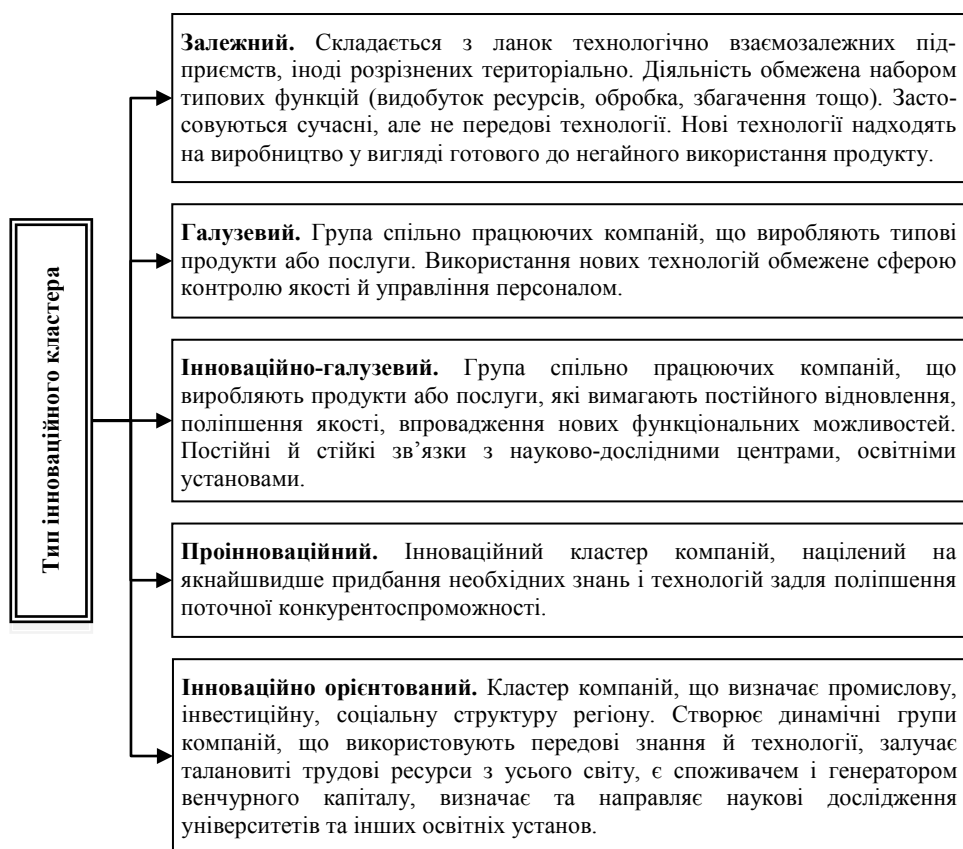 Тип інноваційного кластера
Залежний. Складається з ланок технологічно взаємозалежних під-
приємств, іноді розрізнених територіально. Діяльність обмежена набором
типових функцій (видобуток ресурсів, обробка, збагачення тощо). Засто-
совуються сучасні, але не передові технології. Нові технології надходять
на виробництво у вигляді готового до негайного використання продукту.
Галузевий. Група спільно працюючих компаній, що виробляють типові
продукти або послуги. Використання нових технологій обмежене сферою
контролю якості й управління персоналом.
Інноваційно-галузевий. Група спільно працюючих компаній, що
виробляють продукти або послуги, які вимагають постійного відновлення,
поліпшення якості, впровадження нових функціональних можливостей.
Постійні й стійкі зв’язки з науково-дослідними центрами, освітніми
установами.
Проінноваційний. Інноваційний кластер компаній, націлений на
якнайшвидше придбання необхідних знань і технологій задля поліпшення
поточної конкурентоспроможності.
Інноваційно орієнтований. Кластер компаній, що визначає промислову,
інвестиційну, соціальну структуру регіону. Створює динамічні групи
компаній, що використовують передові знання й технології, залучає
талановиті трудові ресурси з усього світу, є споживачем і генератором
венчурного капіталу, визначає та направляє наукові дослідження
університетів та інших освітніх установ.